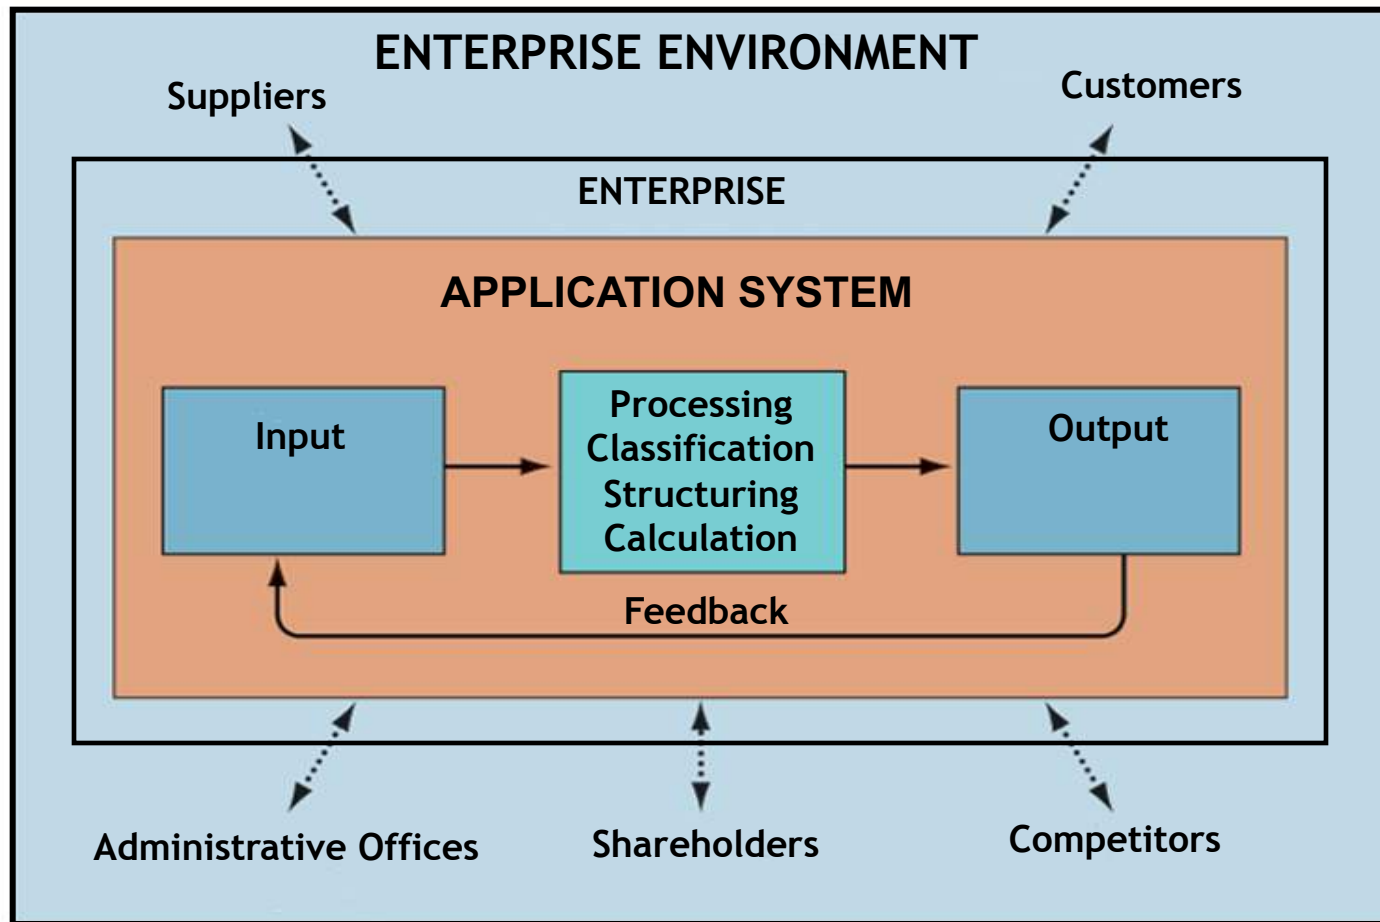 ENTERPRISE ENVIRONMENT
Suppliers
Customers
ENTERPRISE
APPLICATION SYSTEM
Input
Processing
Classification
Structuring
Calculation
Output
Feedback
Administrative Offices
Shareholders
Competitors